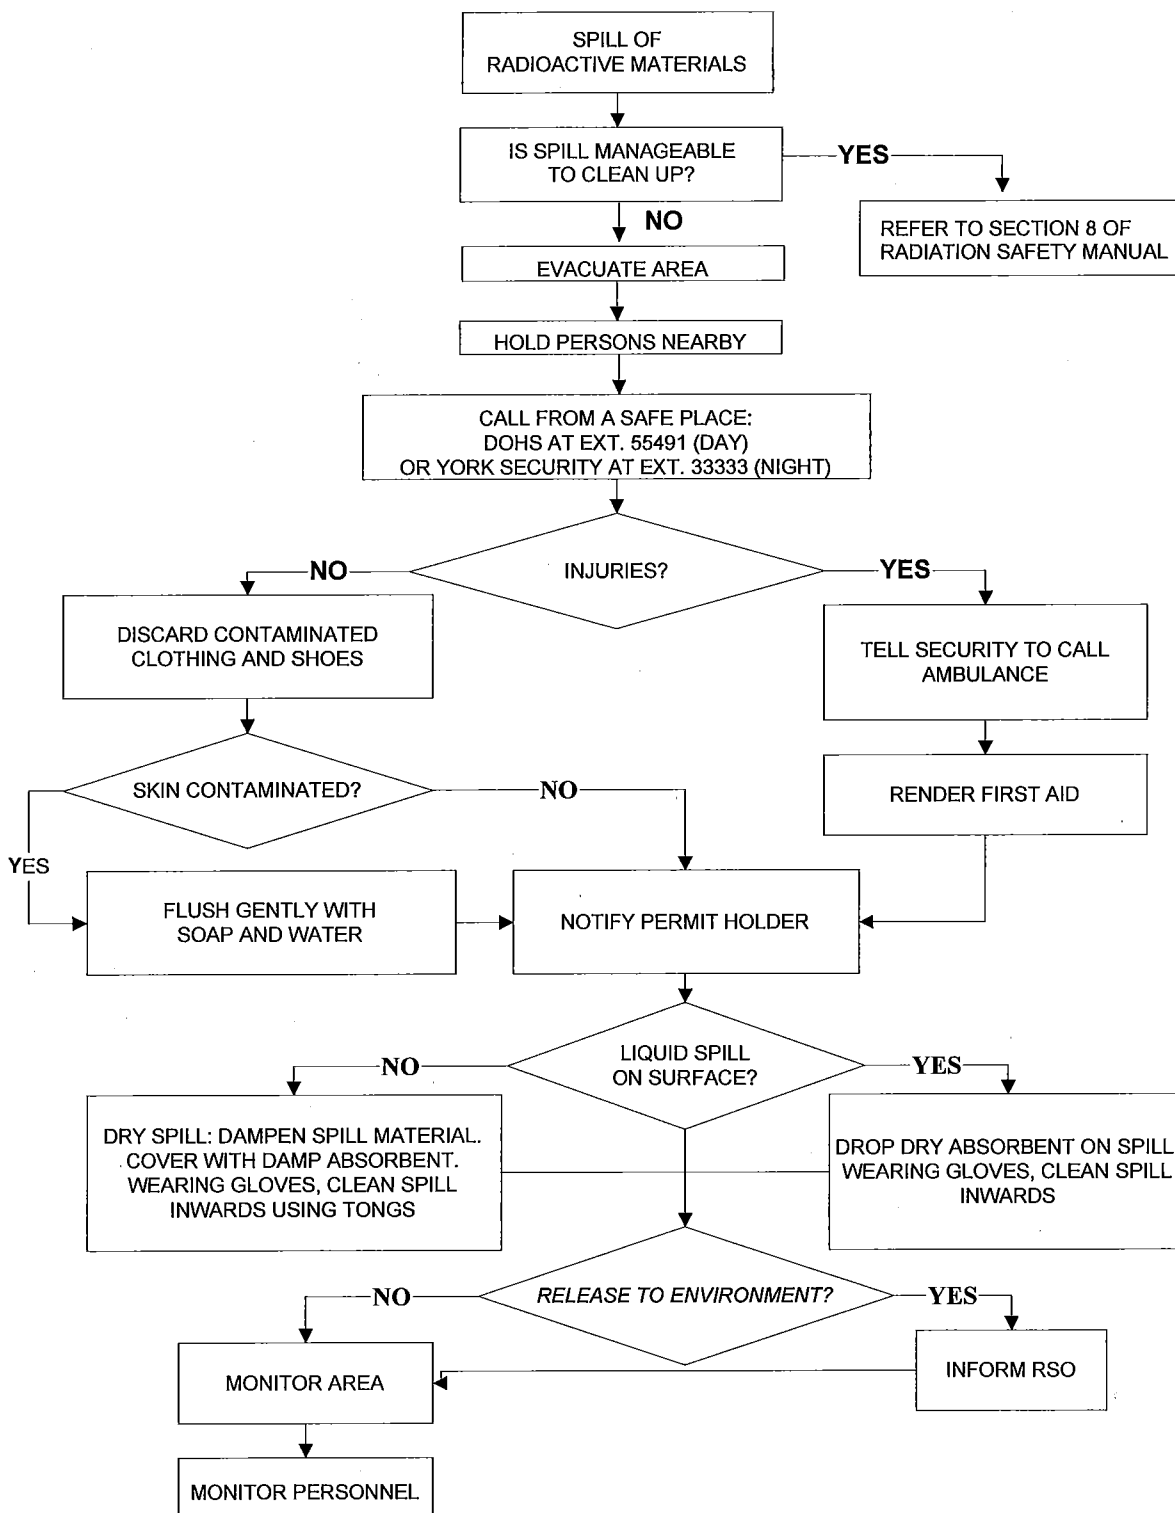 SPILL OF
RADIOACTIVE MATERIALS
IS SPILL MANAGEABLE
TO CLEAN UP?
YES
NO
REFER TO SECTION 8 OF
RADIATION SAFETY MANUAL
EVACUATE AREA
HOLD PERSONS NEARBY
CALL FROM A SAFE PLACE:
DOHS AT EXT. 55491 (DAY)
OR YORK SECURITY AT EXT. 33333 (NIGHT)
NO
INJURIES?
YES
DISCARD CONTAMINATED
CLOTHING AND SHOES
TELL SECURITY TO CALL
AMBULANCE
SKIN CONTAMINATED?
NO
RENDER FIRST AID
YES
FLUSH GENTLY WITH
SOAP AND WATER
NOTIFY PERMIT HOLDER
NO
LIQUID SPILL
ON SURFACE?
YES
DRY SPILL: DAMPEN SPILL MATERIAL.
COVER WITH DAMP ABSORBENT.
WEARING GLOVES, CLEAN SPILL
INWARDS USING TONGS
DROP DRY ABSORBENT ON SPILL
WEARING GLOVES, CLEAN SPILL
INWARDS
NO
RELEASE TO ENVIRONMENT?
YES
MONITOR AREA
INFORM RSO
MONITOR PERSONNEL